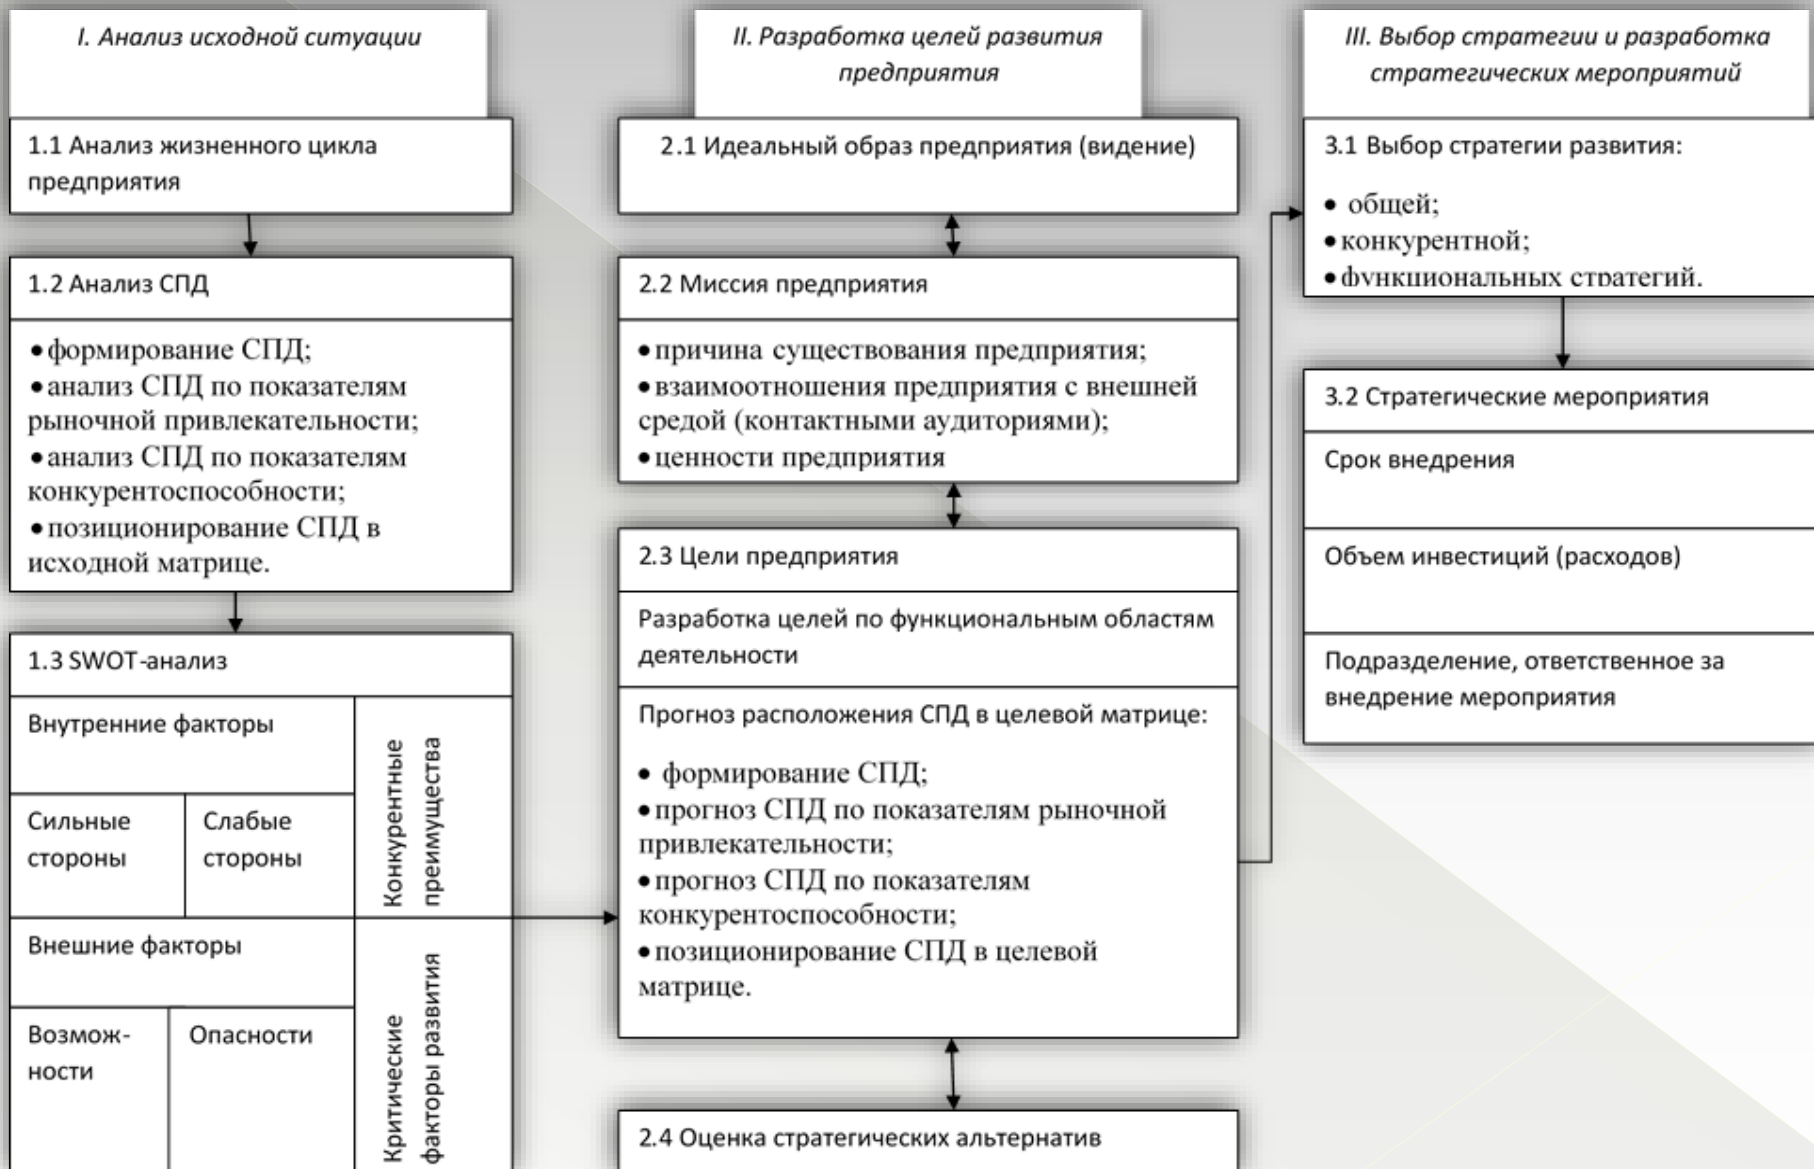 I. Анализ исходной ситуации
1.1 Анализ жизненного цикла
предприятия
1.2 Анализ СПД
• формирование СПД;
• анализ СПД по показателям
рыночной привлекательности;
• анализ СПД по показателям
конкурентоспособности;
• позиционирование СПД в
исходной матрице.
1.3 SWOT-анализ
Внутренние факторы
Сильные
стороны
Слабые
стороны
Конкурентные
преимущества
Внешние факторы
Возмож-
ности
Опасности
Критические
факторы развития
II. Разработка целей развития
предприятия
2.1 Идеальный образ предприятия (видение)
2.2 Миссия предприятия
• причина существования предприятия;
• взаимоотношения предприятия с внешней
средой (контактными аудиториями);
• ценности предприятия
2.3 Цели предприятия
Разработка целей по функциональным областям
деятельности
Прогноз расположения СПД в целевой матрице:
• формирование СПД;
• прогноз СПД по показателям рыночной
привлекательности;
• прогноз СПД по показателям
конкурентоспособности;
• позиционирование СПД в целевой
матрице.
2.4 Оценка стратегических альтернатив
III. Выбор стратегии и разработка
стратегических мероприятий
3.1 Выбор стратегии развития:
• общей;
• конкурентной;
• функциональных стратегий.
3.2 Стратегические мероприятия
Срок внедрения
Объем инвестиций (расходов)
Подразделение, ответственное за
внедрение мероприятия